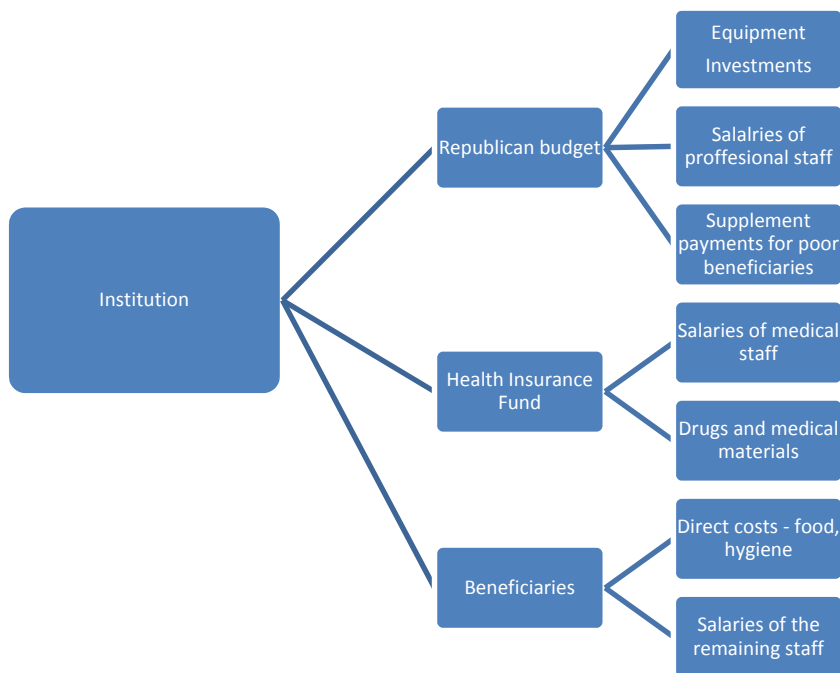 Institution
Republican budget
Equipment
Investments
Salalries of
proffesional staff
Supplement
payments for poor
beneficiaries
Health Insurance
Fund
Salaries of medical
staff
Drugs and medical
materials
Beneficiaries
Direct costs - food,
hygiene
Salaries of the
remaining staff